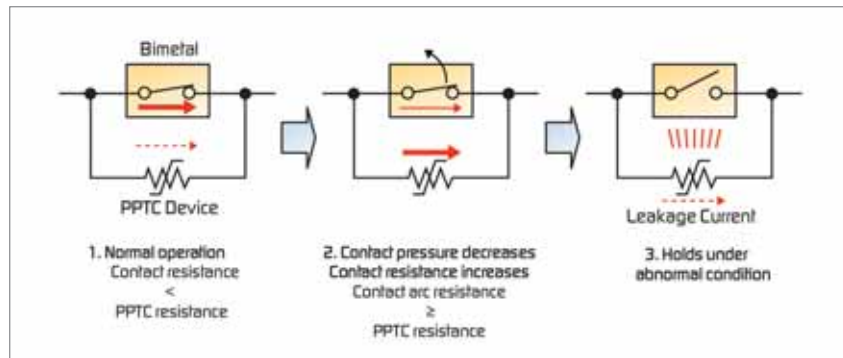 Bimetal
PPTC Device
1. Normal operation
Contact resistance
<
PPTC resistance
2. Contact pressure decreases
Contact resistance increases
Contact arc resistance
≥
PPTC resistance
Leakage Current
3. Holds under
abnormal condition